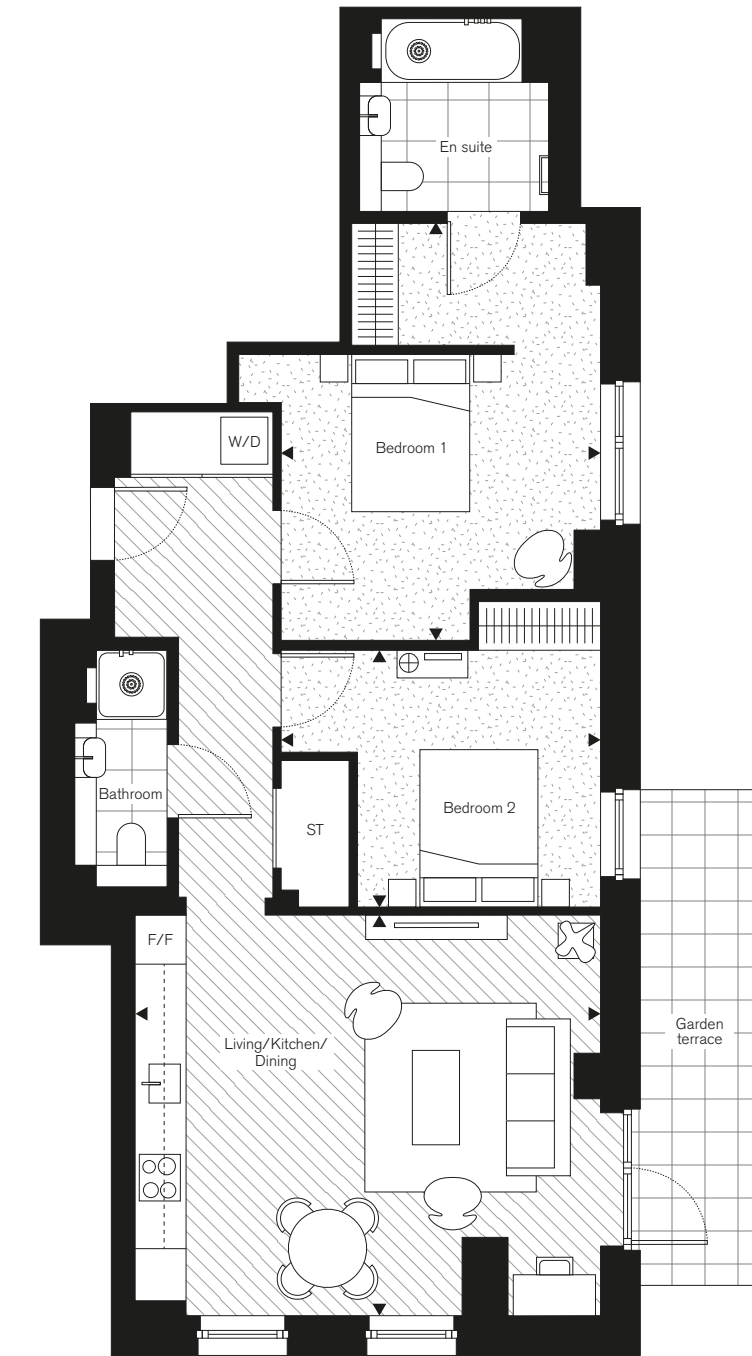 En suite
W/D
Bedroom 1
Bathroom
ST
Bedroom 2
F/F
Living/Kitchen/
Dining
Garden
terrace